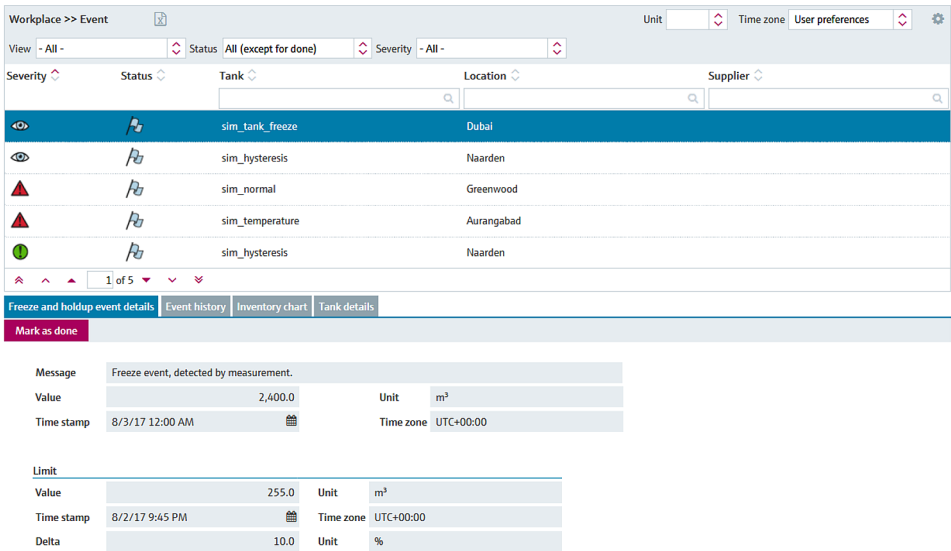 Workplace >> Event Unit Time zone User preferences
View - All - Status All (except for done) Severity - All -
Severity Status Tank Location Supplier
sim_tank_freeze Dubai
sim_hysteresis Naarden
sim_normal Greenwood
sim_temperature Aurangabad
sim_hysteresis Naarden
1 of 5
Freeze and holdup event details Event history Inventory chart Tank details
Mark as done
Message Freeze event, detected by measurement.
Value 2,400.0 Unit m³
Time stamp 8/3/17 12:00 AM Time zone UTC+00:00
Limit
Value 255.0 Unit m³
Time stamp 8/2/17 9:45 PM Time zone UTC+00:00
Delta 10.0 Unit %